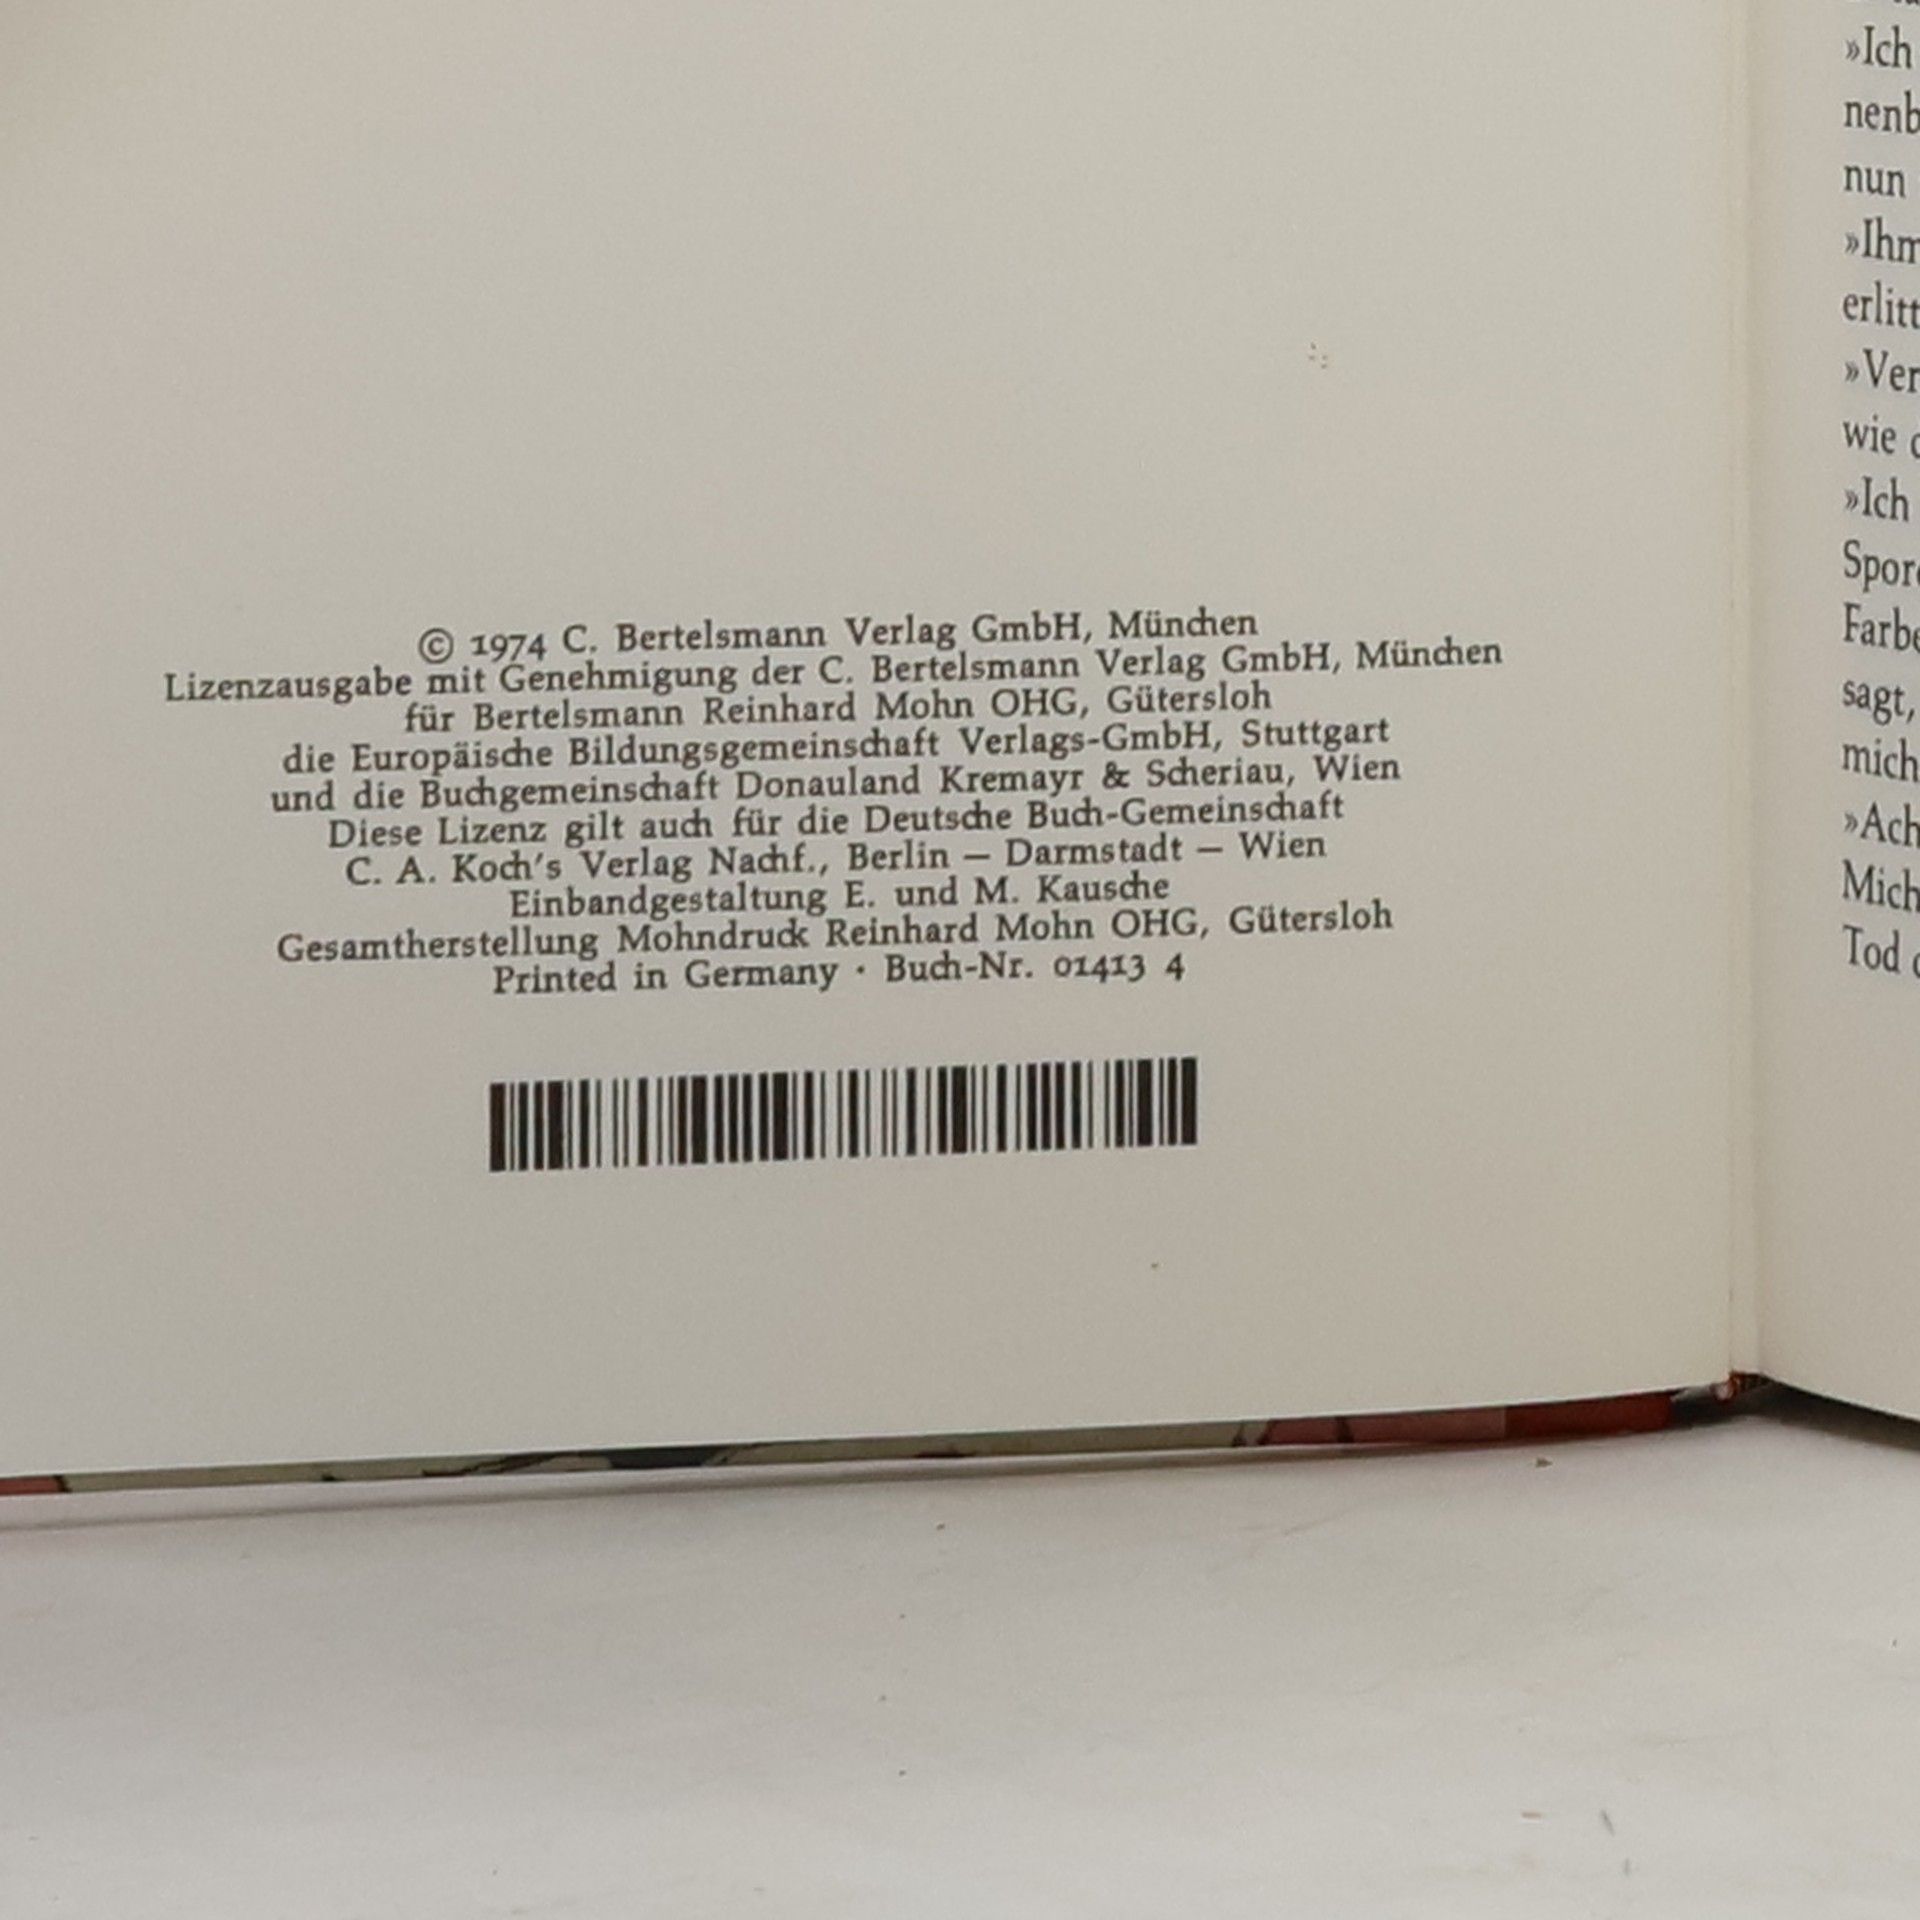 © 1974 C. Bertelsmann Verlag GmbH, München
Lizenzausgabe mit Genehmigung der C. Bertelsmann Verlag GmbH, München
für Bertelsmann Reinhard Mohn OHG, Gütersloh
die Europäische Bildungsgemeinschaft Verlags-GmbH, Stuttgart
und die Buchgemeinschaft Donauland Kremayr & Scheriau, Wien
Diese Lizenz gilt auch für die Deutsche Buch-Gemeinschaft
C. A. Koch's Verlag Nachf., Berlin — Darmstadt — Wien
Einbandgestaltung E. und M. Kausche
Gesamtherstellung Mohndruck Reinhard Mohn OHG, Gütersloh
Printed in Germany · Buch-Nr. 01413 4
»Ich
nenb
nun
»Ihm
erlitt
»Ver
wie
»Ich
Spore
Farbe
sagt,
mich
»Ach
Mich
Tod